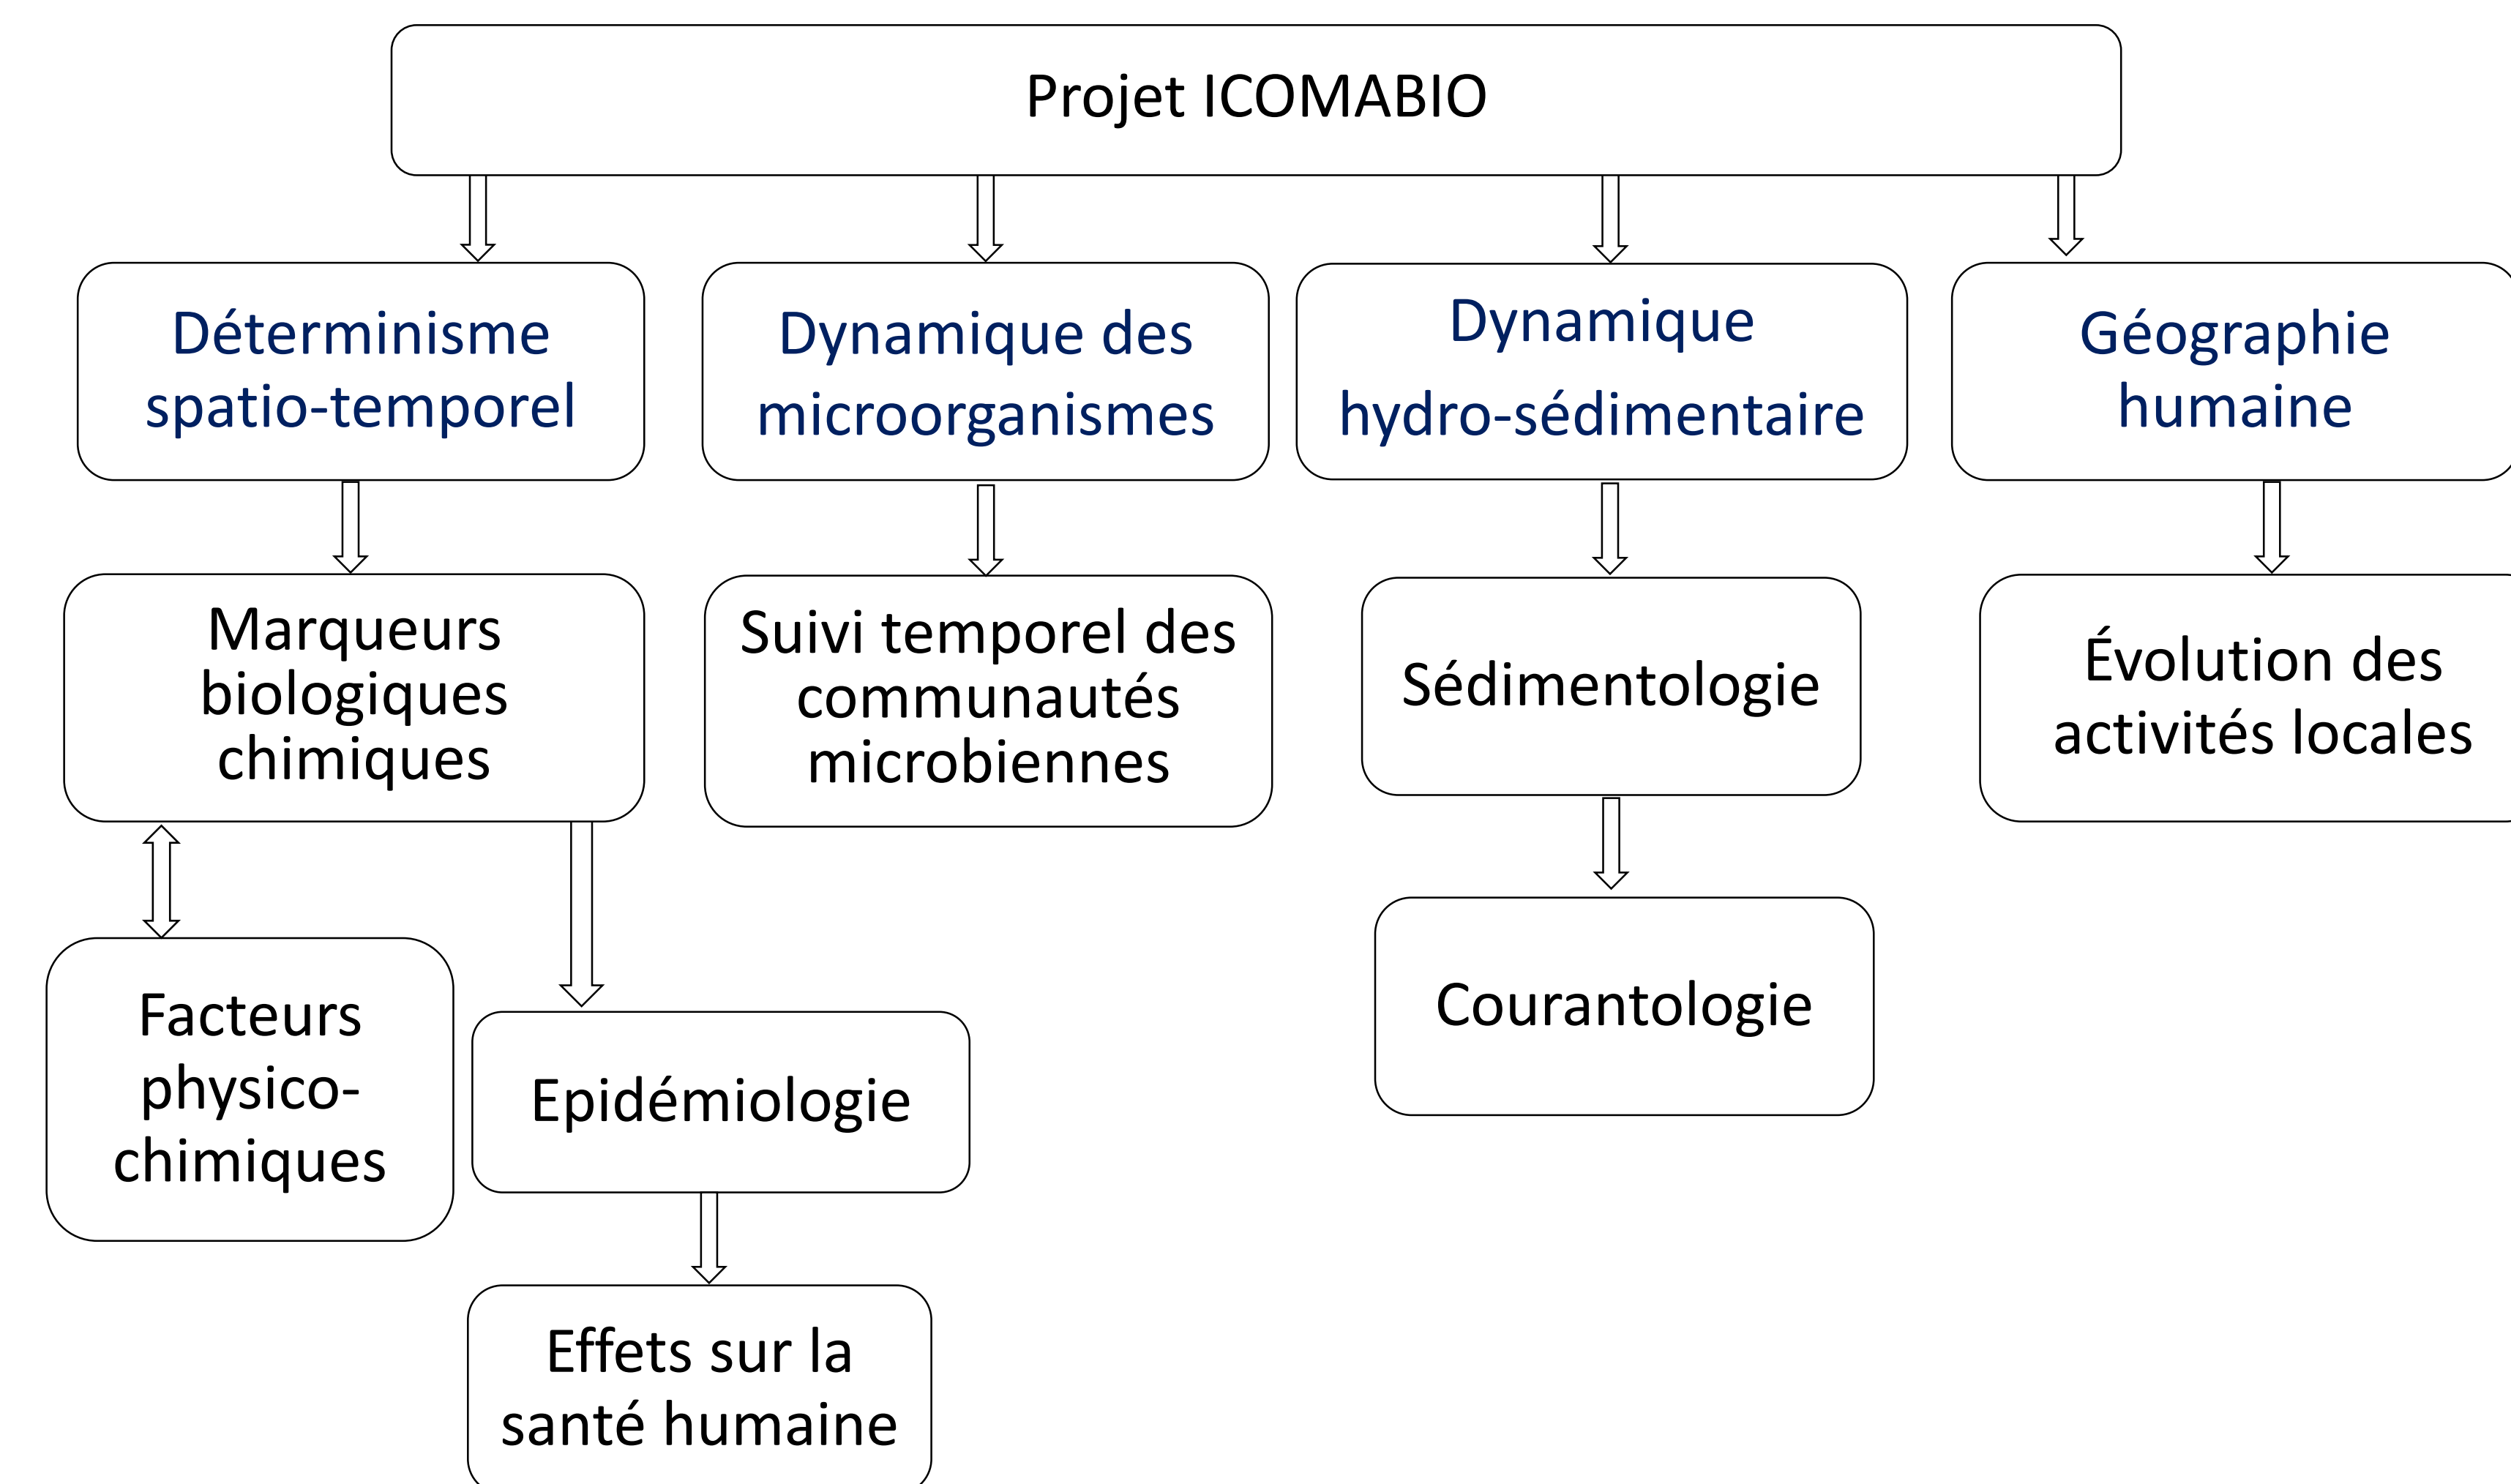 Projet ICOMABIO
Déterminisme
spatio-temporel
Dynamique des
microorganismes
Dynamique
hydro-sédimentaire
Géographie
humaine
Marqueurs
biologiques
chimiques
Suivi temporel des
communautés
microbiennes
Sédimentologie
Évolution des
activités locales
Facteurs
physico-
chimiques
Epidémiologie
Courantologie
Effets sur la
santé humaine